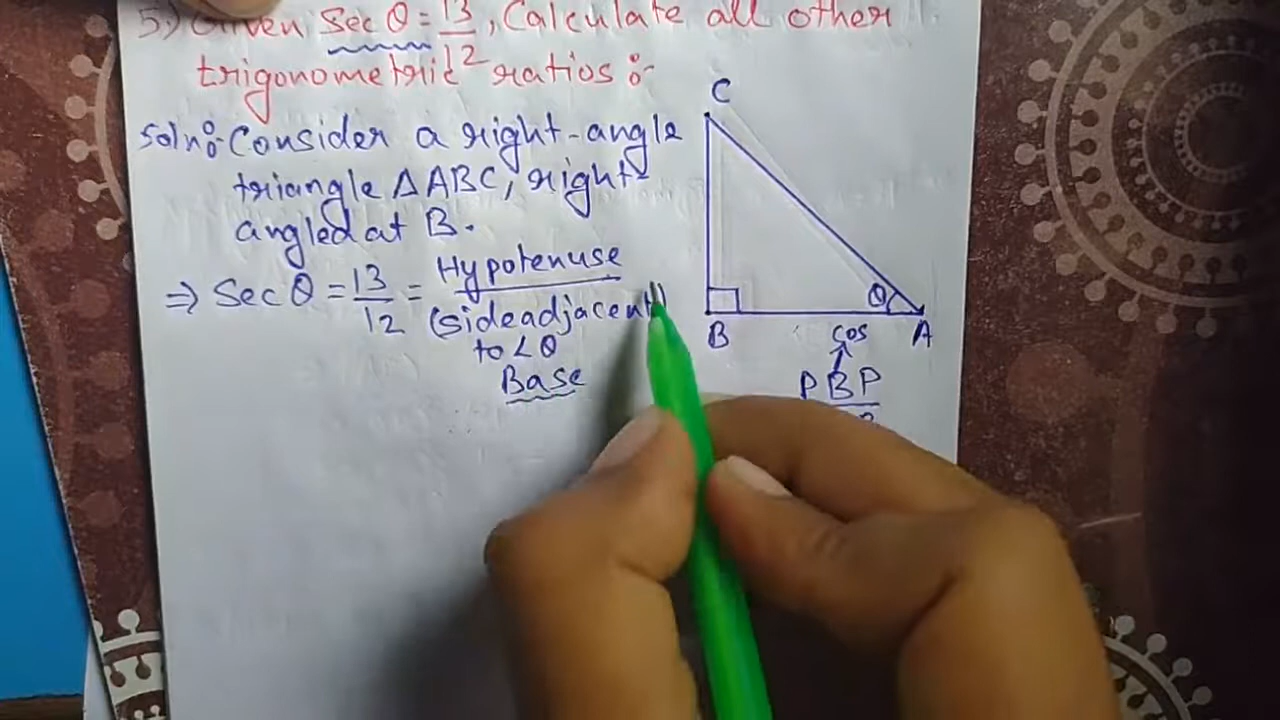 5.) Given Sec θ = 13/12, Calculate all other
trigonometric ratios :-
Soln:- Consider a right-angle
triangle △ABC, right
angled at B.
⇒ Sec θ = 13/12 = Hypotenuse / (side adjacent)
to ∠θ
Base
C
θ
B
A
cos
P B P